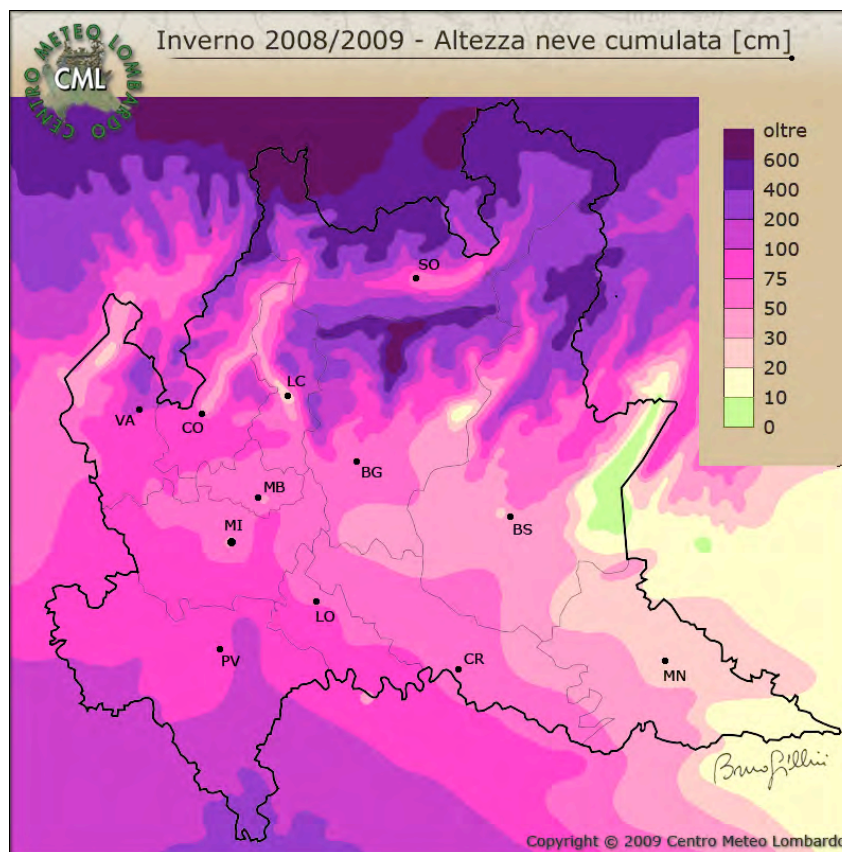 CENTRO METEO LOMBARDO
CML
Inverno 2008/2009 - Altezza neve cumulata [cm]
oltre
600
400
200
100
75
50
30
20
10
0
SO
LC
VA
CO
BG
MB
MI
BS
LO
PV
CR
MN
Copyright © 2009 Centro Meteo Lombardo